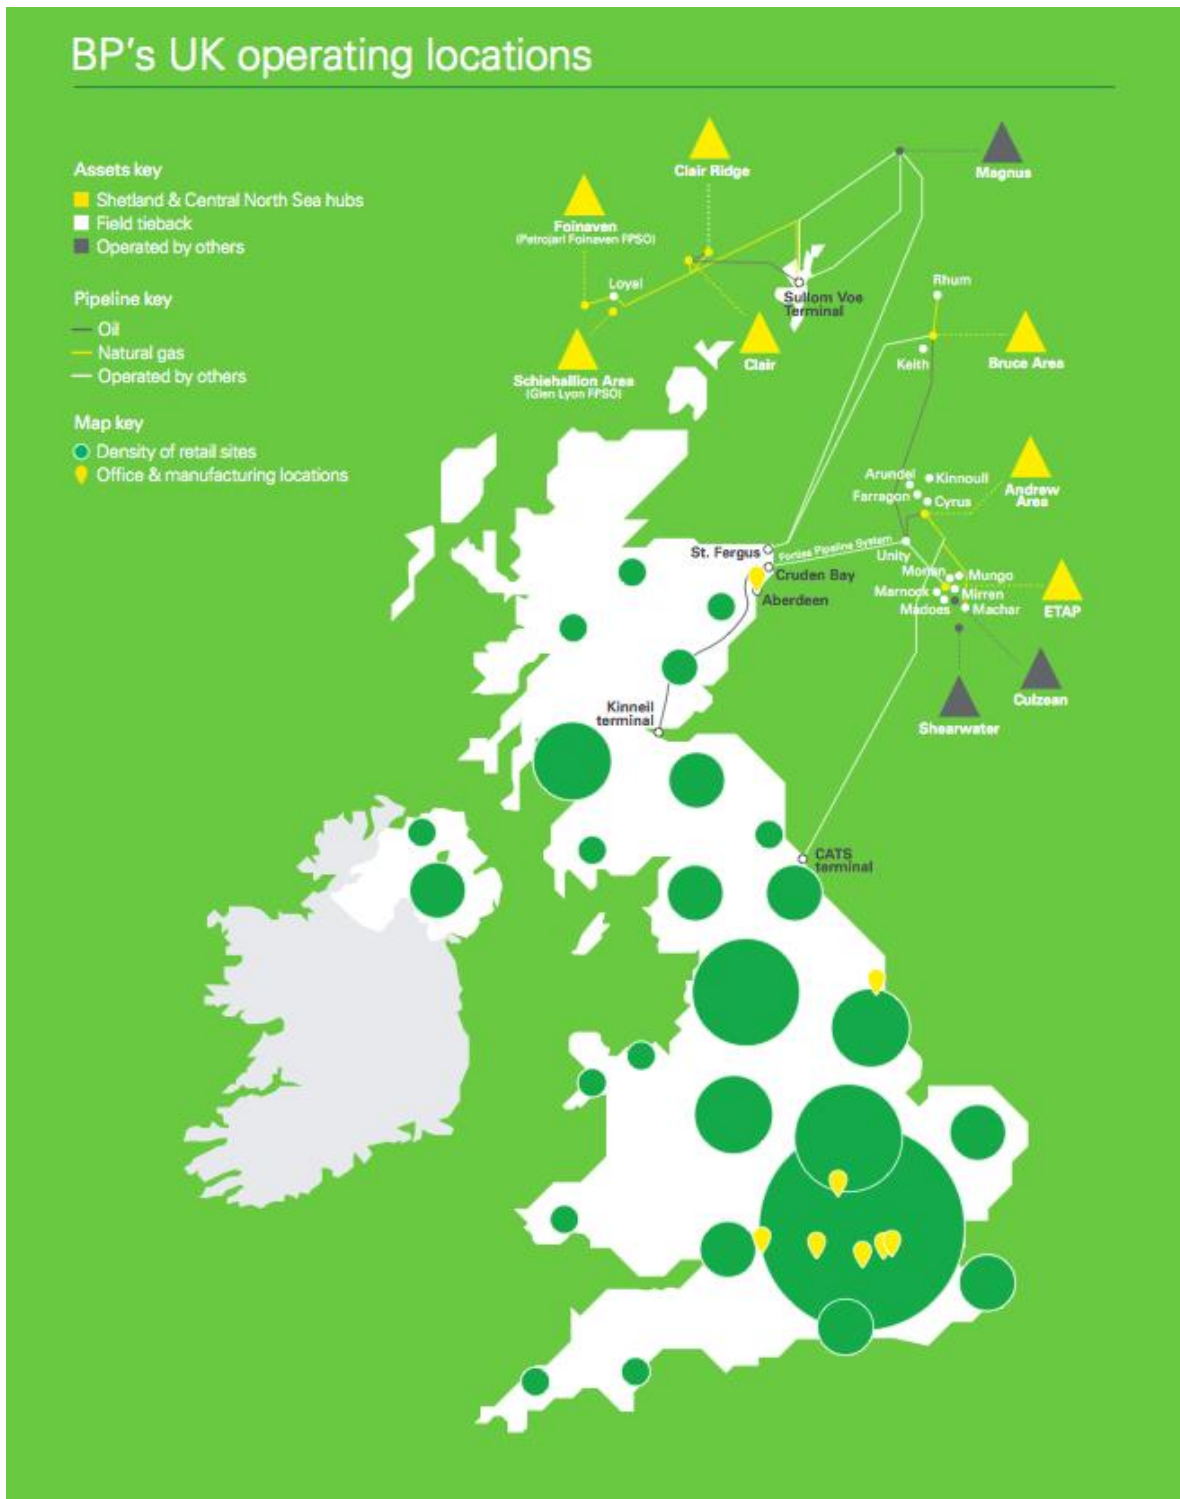 BP's UK operating locations
Assets key
Shetland & Central North Sea hubs
Field tieback
Operated by others
Pipeline key
Oil
Natural gas
Operated by others
Map key
Density of retail sites
Office & manufacturing locations
Clair Ridge
Magnus
Foinaven
(Petrojarl Foinaven FPSO)
Loyal
Sullom Voe
Terminal
Rhum
Schiehallion Area
(Glen Lyon FPSO)
Clair
Keith
Bruce Area
Arundel
Kinnoull
Farragon
Cyrus
Andrew
Area
St. Fergus
Forties Pipeline System
Unity
Cruden Bay
Aberdeen
Monan
Mungo
Marnock
Mirren
Madoes
Machar
ETAP
Culzean
Shearwater
Kinneil
terminal
CATS
terminal